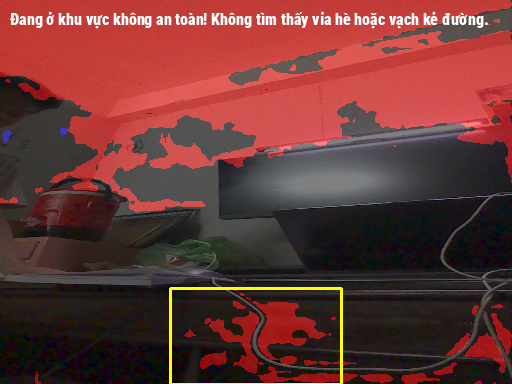 Đang ở khu vực không an toàn! Không tìm thấy vỉa hè hoặc vạch kẻ đường.